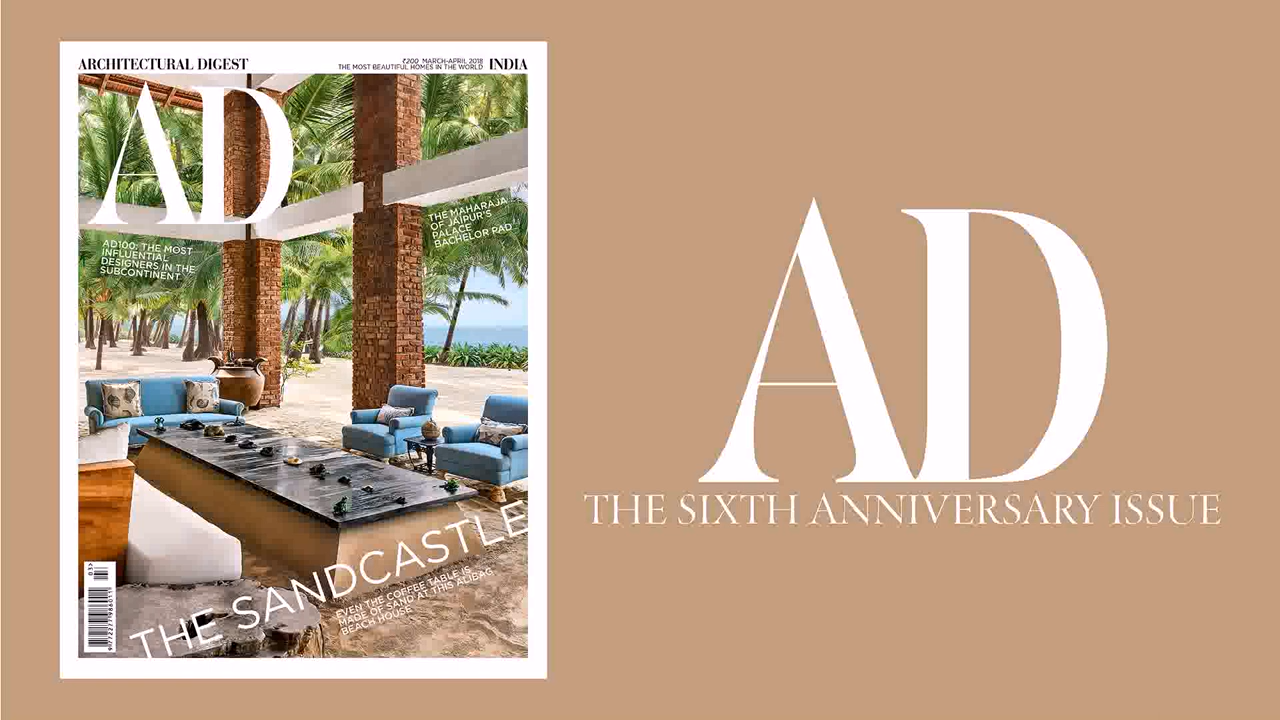 ARCHITECTURAL DIGEST
₹200 MARCH-APRIL 2018
THE MOST BEAUTIFUL HOMES IN THE WORLD
INDIA
AD
AD100: THE MOST
INFLUENTIAL
DESIGNERS IN THE
SUBCONTINENT
THE MAHARAJA
OF JAIPUR'S
PALACE
BACHELOR PAD
THE SANDCASTLE
EVEN THE COFFEE TABLE IS
MADE OF SAND AT THIS ALIBAG
BEACH HOUSE
AD
THE SIXTH ANNIVERSARY ISSUE